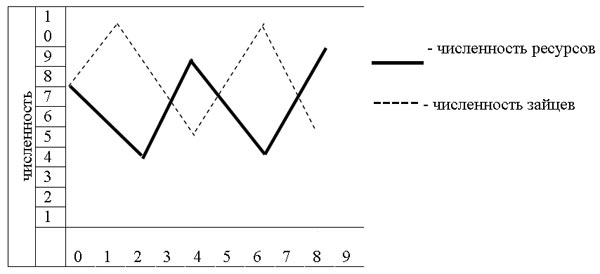 численность
1
0
9
8
7
6
5
4
3
2
1
0 1 2 3 4 5 6 7 8 9
- численность ресурсов
- численность зайцев